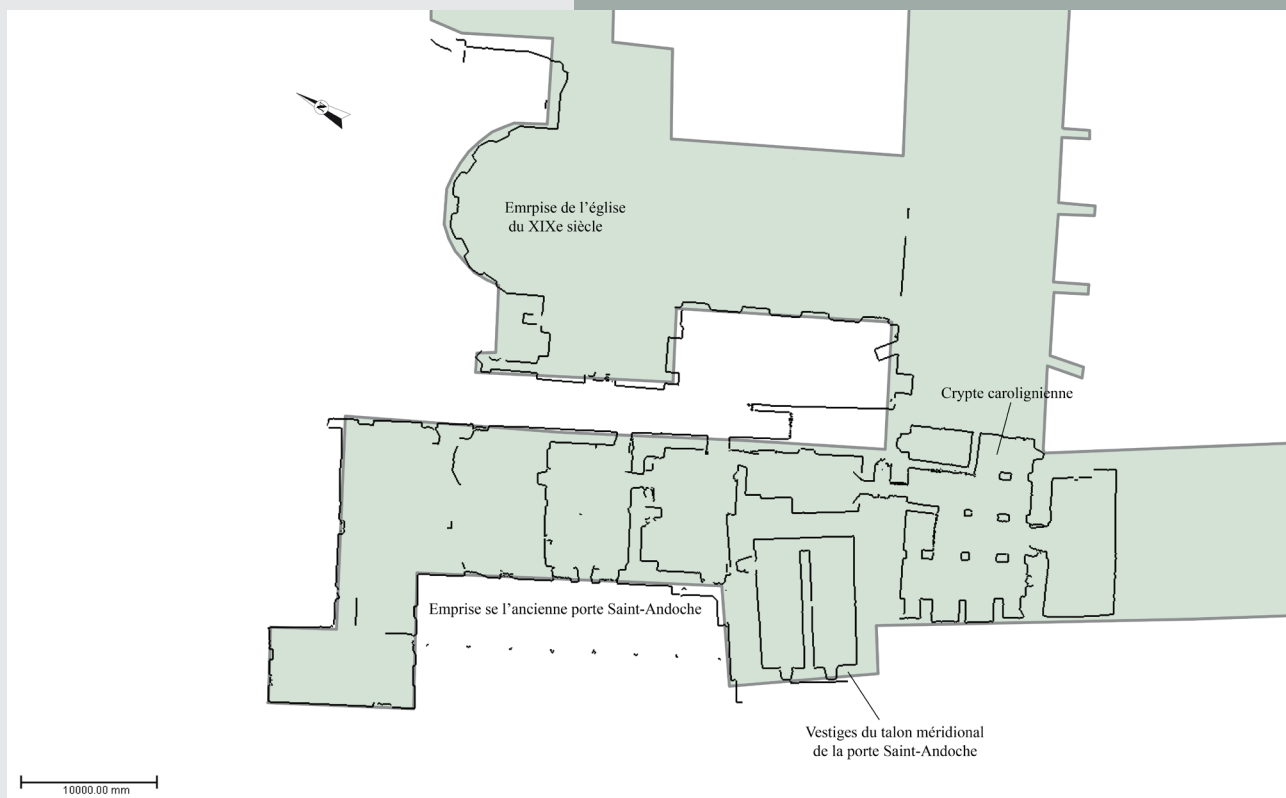 N
Emrpise de l'église
du XIXe siècle
Crypte carolignienne
Emprise se l'ancienne porte Saint-Andoche
Vestiges du talon méridional
de la porte Saint-Andoche
10000.00 mm